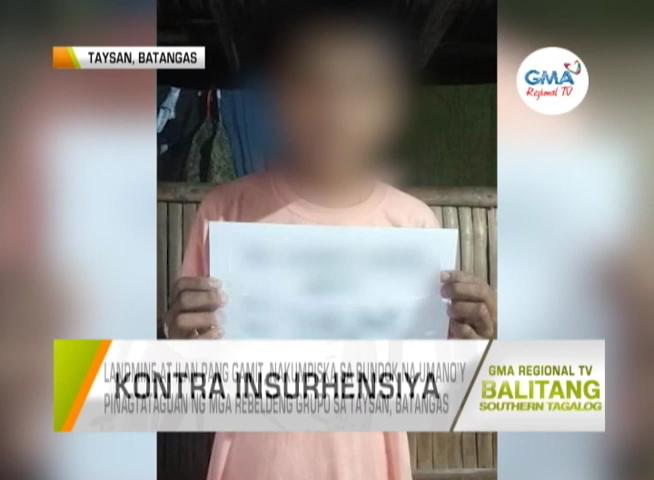 TAYSAN, BATANGAS
GMA
Regional TV
LANDMINE AT ILAN PANG GAMIT, NAKUMPISKA SA BUNDOK NA UMANO'Y
KONTRA INSURHENSIYA
PINAGTATAGUAN NG MGA REBELDENG GRUPO SA TAYSAN, BATANGAS
GMA REGIONAL TV
BALITANG
SOUTHERN TAGALOG